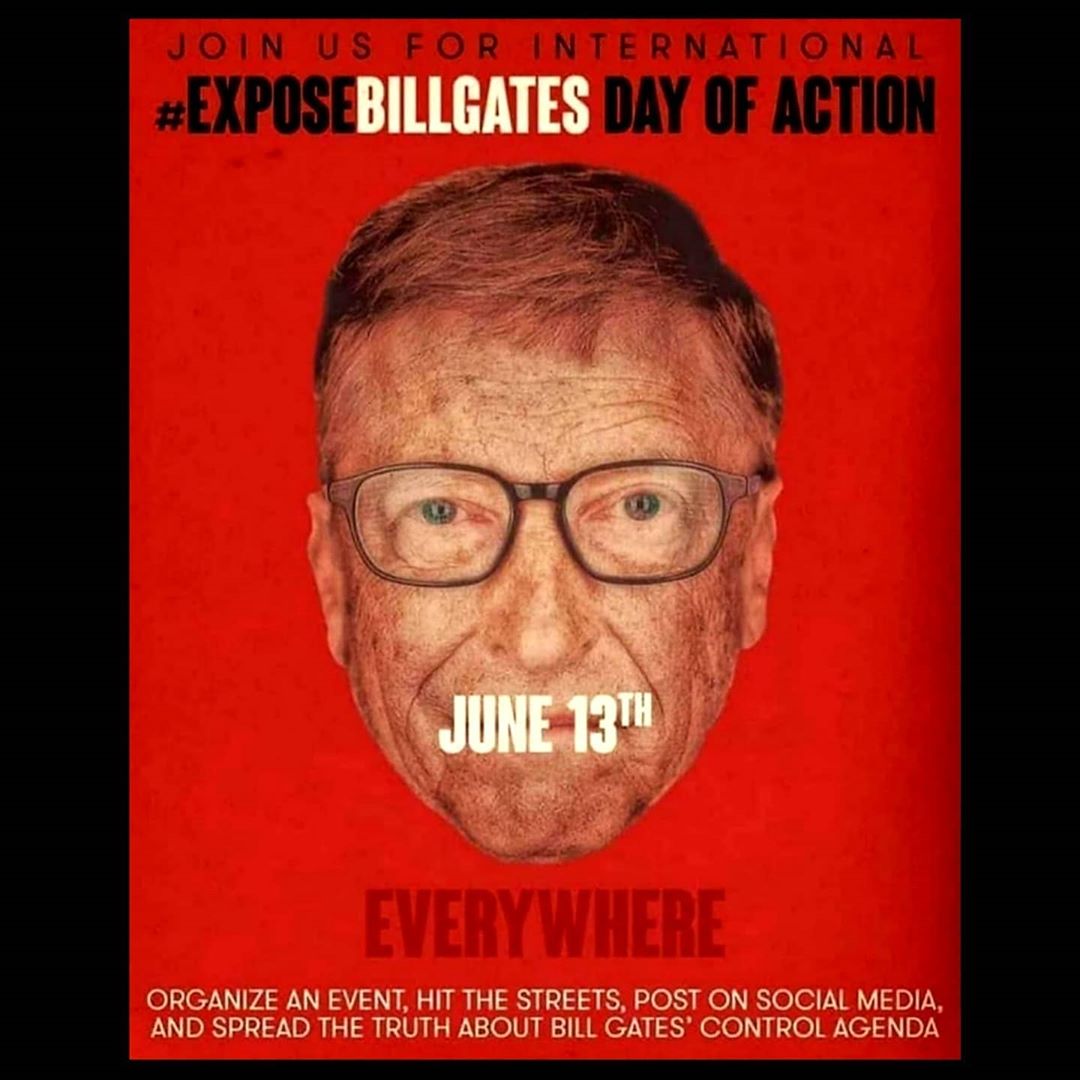 JOIN US FOR INTERNATIONAL
#EXPOSEBILLGATES DAY OF ACTION
JUNE 13TH
EVERYWHERE
ORGANIZE AN EVENT, HIT THE STREETS, POST ON SOCIAL MEDIA,
AND SPREAD THE TRUTH ABOUT BILL GATES' CONTROL AGENDA